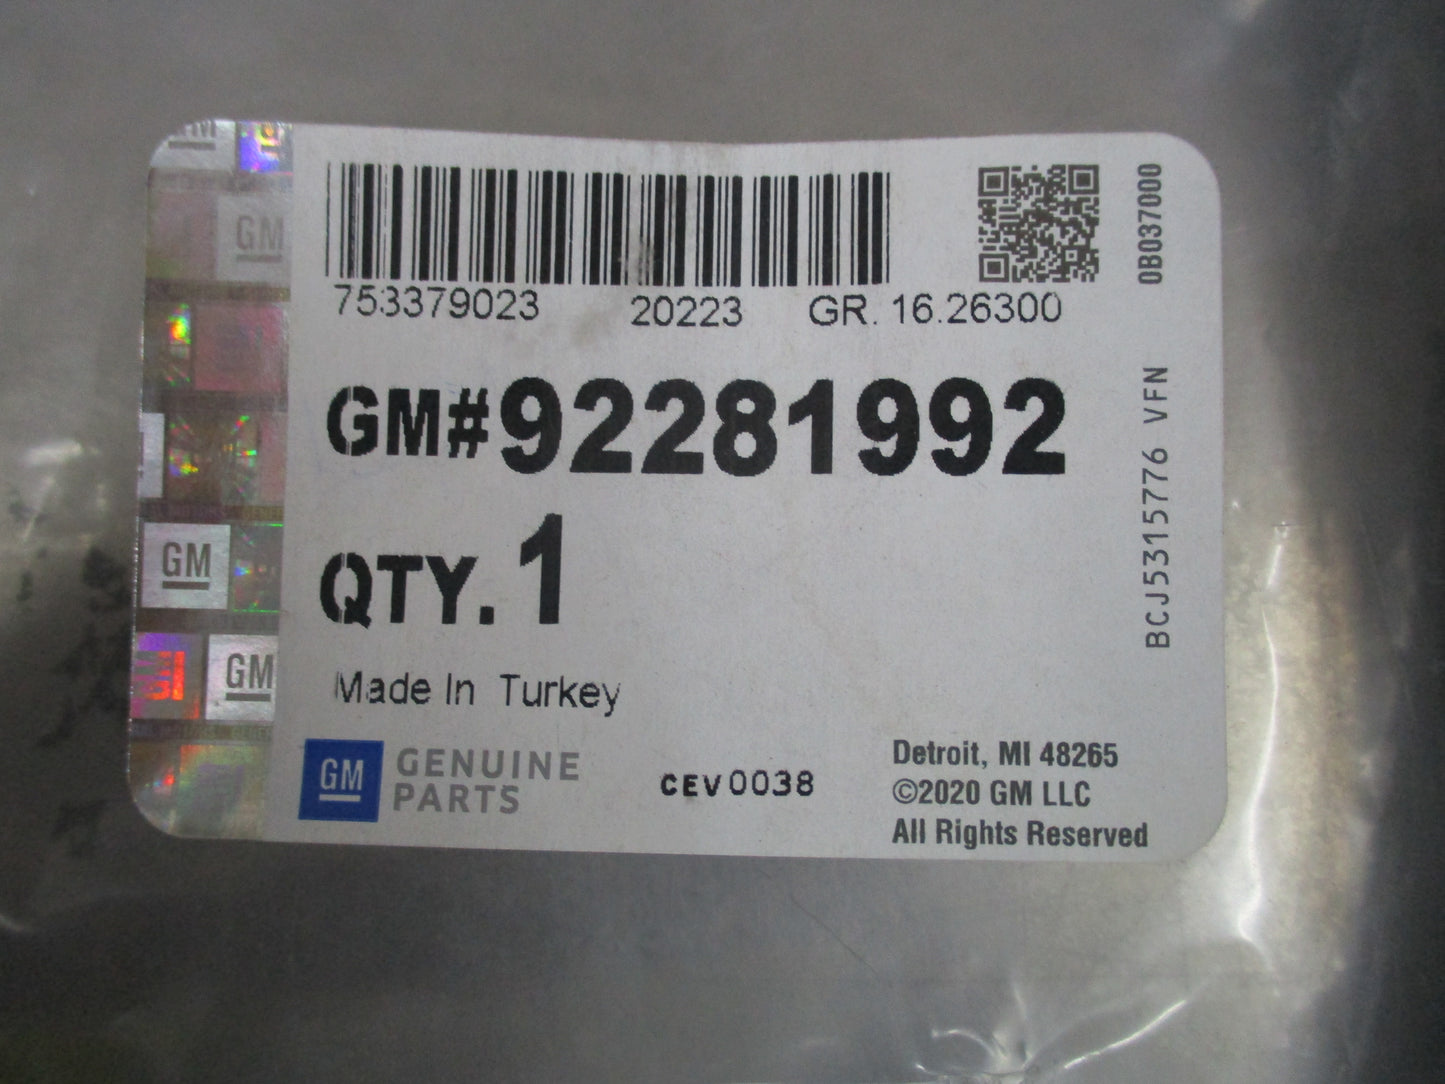 753379023 20223 GR. 16.26300
GM#92281992
QTY. 1
Made In Turkey
GM GENUINE
PARTS
CEV0038
Detroit, MI 48265
©2020 GM LLC
All Rights Reserved
0B037000
BCJ5315776 VFN
GM
GM
GM
GM